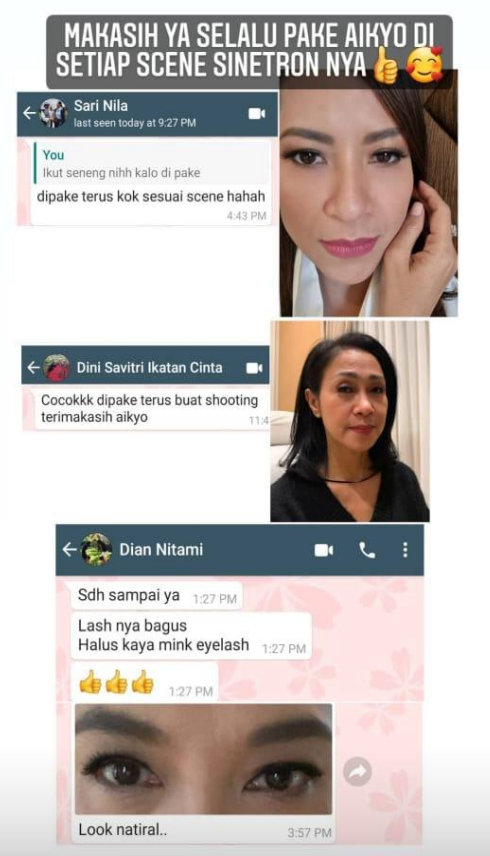 MAKASIH YA SELALU PAKE AIKYO DI
SETIAP SCENE SINETRON NYA 👍🥰
Sari Nila
last seen today at 9:27 PM
You
Ikut seneng nihh kalo di pake
dipake terus kok sesuai scene hahah
4:43 PM
Dini Savitri Ikatan Cinta
Cocokkk dipake terus buat shooting
terimakasih aikyo
11:4
Dian Nitami
Sdh sampai ya 1:27 PM
Lash nya bagus
Halus kaya mink eyelash 1:27 PM
👍👍👍 1:27 PM
Look natiral.. 3:57 PM